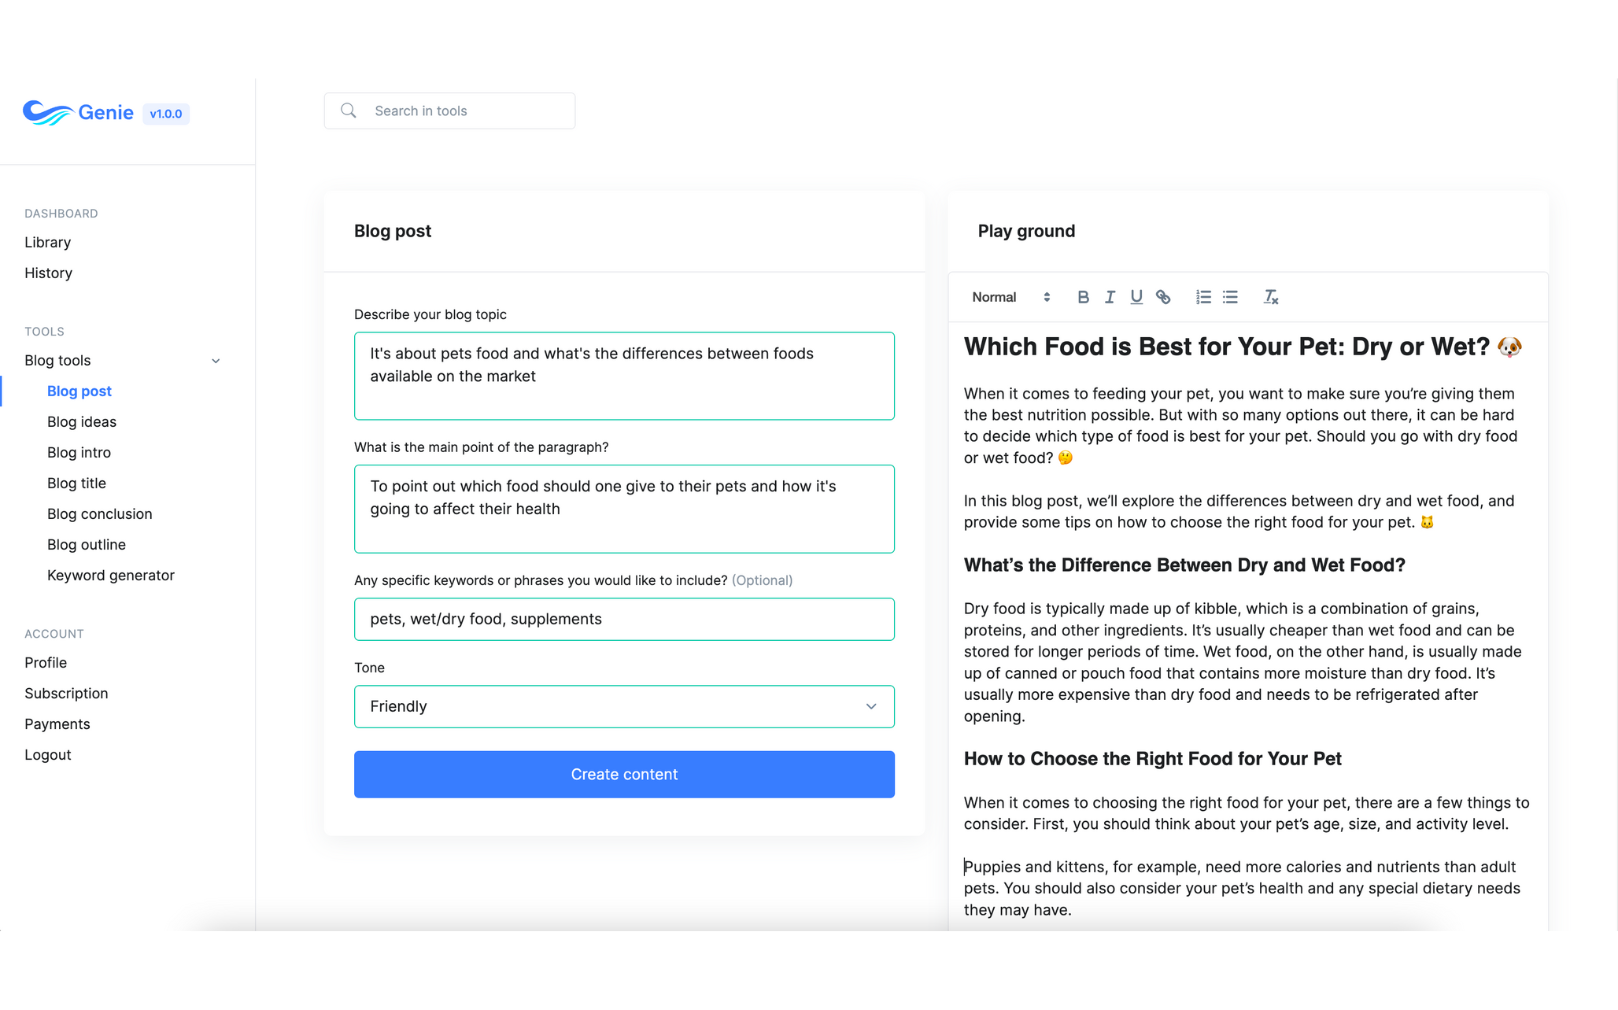 Genie v1.0.0
Search in tools
DASHBOARD
Library
History
TOOLS
Blog tools
Blog post
Blog ideas
Blog intro
Blog title
Blog conclusion
Blog outline
Keyword generator
ACCOUNT
Profile
Subscription
Payments
Logout
Blog post
Describe your blog topic
It's about pets food and what's the differences between foods
available on the market
What is the main point of the paragraph?
To point out which food should one give to their pets and how it's
going to affect their health
Any specific keywords or phrases you would like to include? (Optional)
pets, wet/dry food, supplements
Tone
Friendly
Create content
Play ground
Normal B I U
Which Food is Best for Your Pet: Dry or Wet? 🐶
When it comes to feeding your pet, you want to make sure you’re giving them
the best nutrition possible. But with so many options out there, it can be hard
to decide which type of food is best for your pet. Should you go with dry food
or wet food? 🤔
In this blog post, we’ll explore the differences between dry and wet food, and
provide some tips on how to choose the right food for your pet. 🐱
What’s the Difference Between Dry and Wet Food?
Dry food is typically made up of kibble, which is a combination of grains,
proteins, and other ingredients. It’s usually cheaper than wet food and can be
stored for longer periods of time. Wet food, on the other hand, is usually made
up of canned or pouch food that contains more moisture than dry food. It’s
usually more expensive than dry food and needs to be refrigerated after
opening.
How to Choose the Right Food for Your Pet
When it comes to choosing the right food for your pet, there are a few things to
consider. First, you should think about your pet’s age, size, and activity level.
Puppies and kittens, for example, need more calories and nutrients than adult
pets. You should also consider your pet’s health and any special dietary needs
they may have.